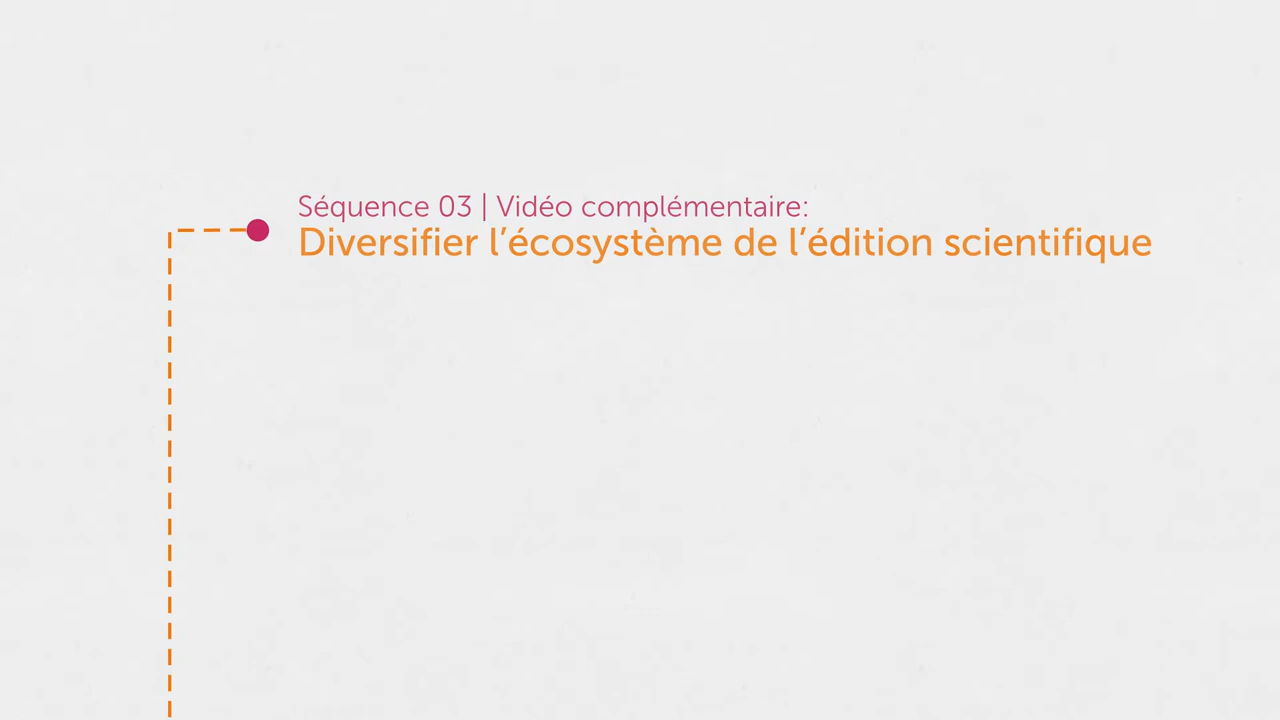 Séquence 03 | Vidéo complémentaire:
Diversifier l’écosystème de l’édition scientifique